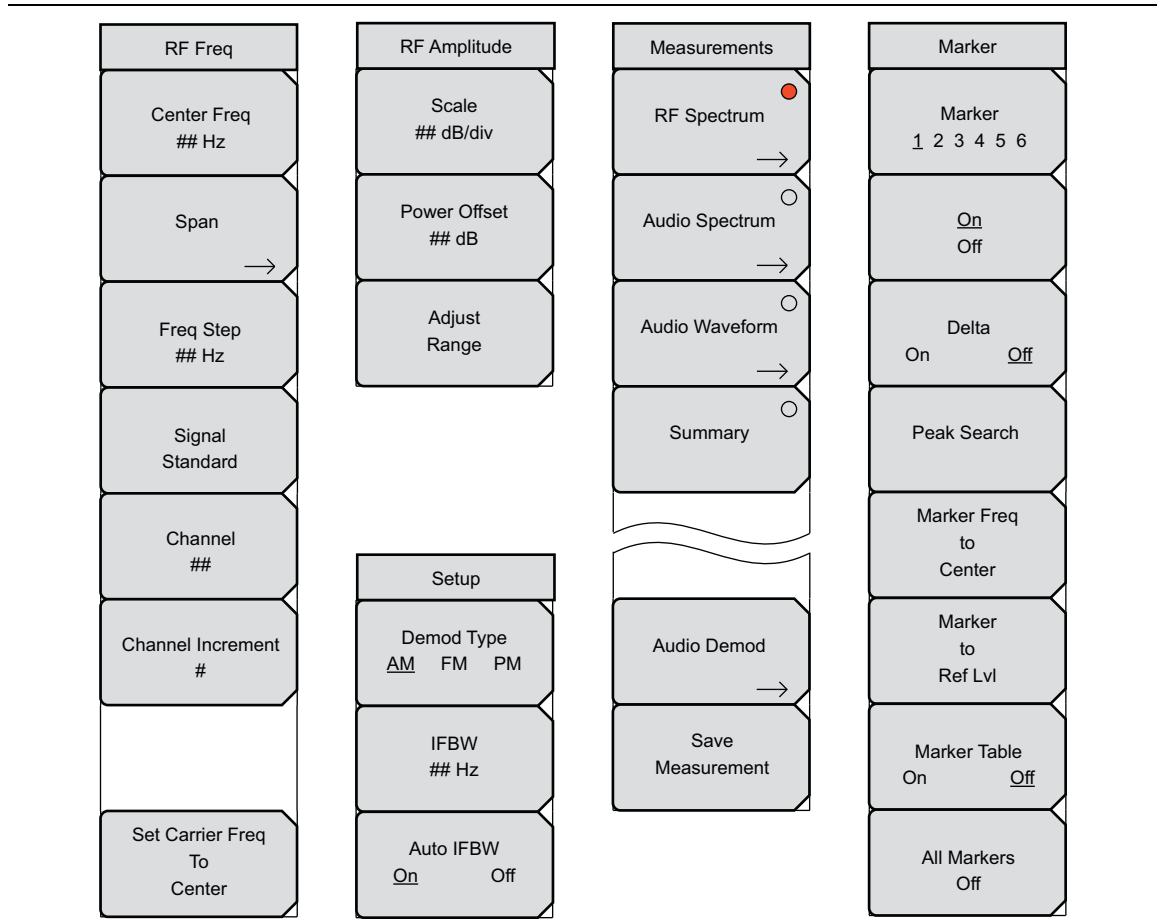 RF Freq
Center Freq
## Hz
Span
Freq Step
## Hz
Signal
Standard
Channel
##
Channel Increment
#
Set Carrier Freq
To
Center
RF Amplitude
Scale
## dB/div
Power Offset
## dB
Adjust
Range
Setup
Demod Type
AM FM PM
IFBW
## Hz
Auto IFBW
On Off
Measurements
RF Spectrum
Audio Spectrum
Audio Waveform
Summary
Audio Demod
Save
Measurement
Marker
Marker
1 2 3 4 5 6
On
Off
Delta
On Off
Peak Search
Marker Freq
to
Center
Marker
to
Ref Lvl
Marker Table
On Off
All Markers
Off